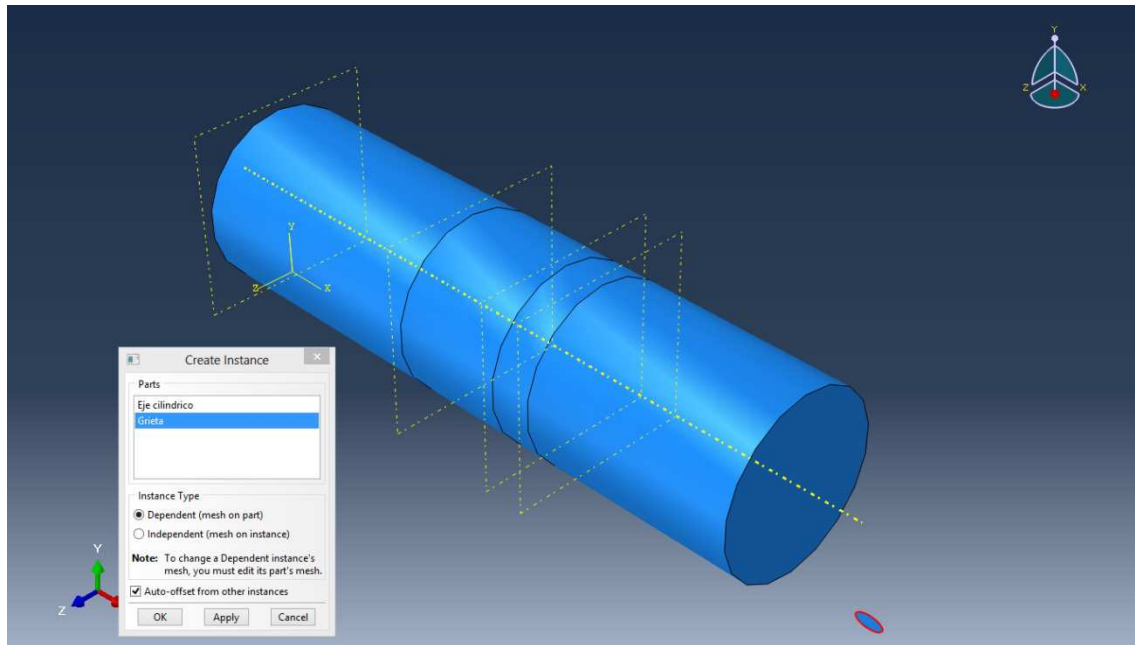 Y
Z
X
Y
Z
X
Create Instance
Parts
Eje cilindrico
Grieta
Instance Type
Dependent (mesh on part)
Independent (mesh on instance)
Note: To change a Dependent instance's
mesh, you must edit its part's mesh.
Auto-offset from other instances
OK Apply Cancel
Y
Z